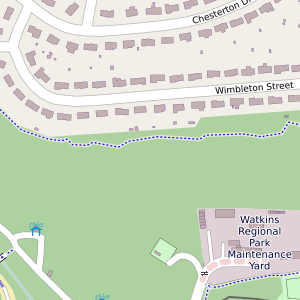 Chesterton Dr
Wimbleton Street
Watkins
Regional
Park
Maintenance
Yard